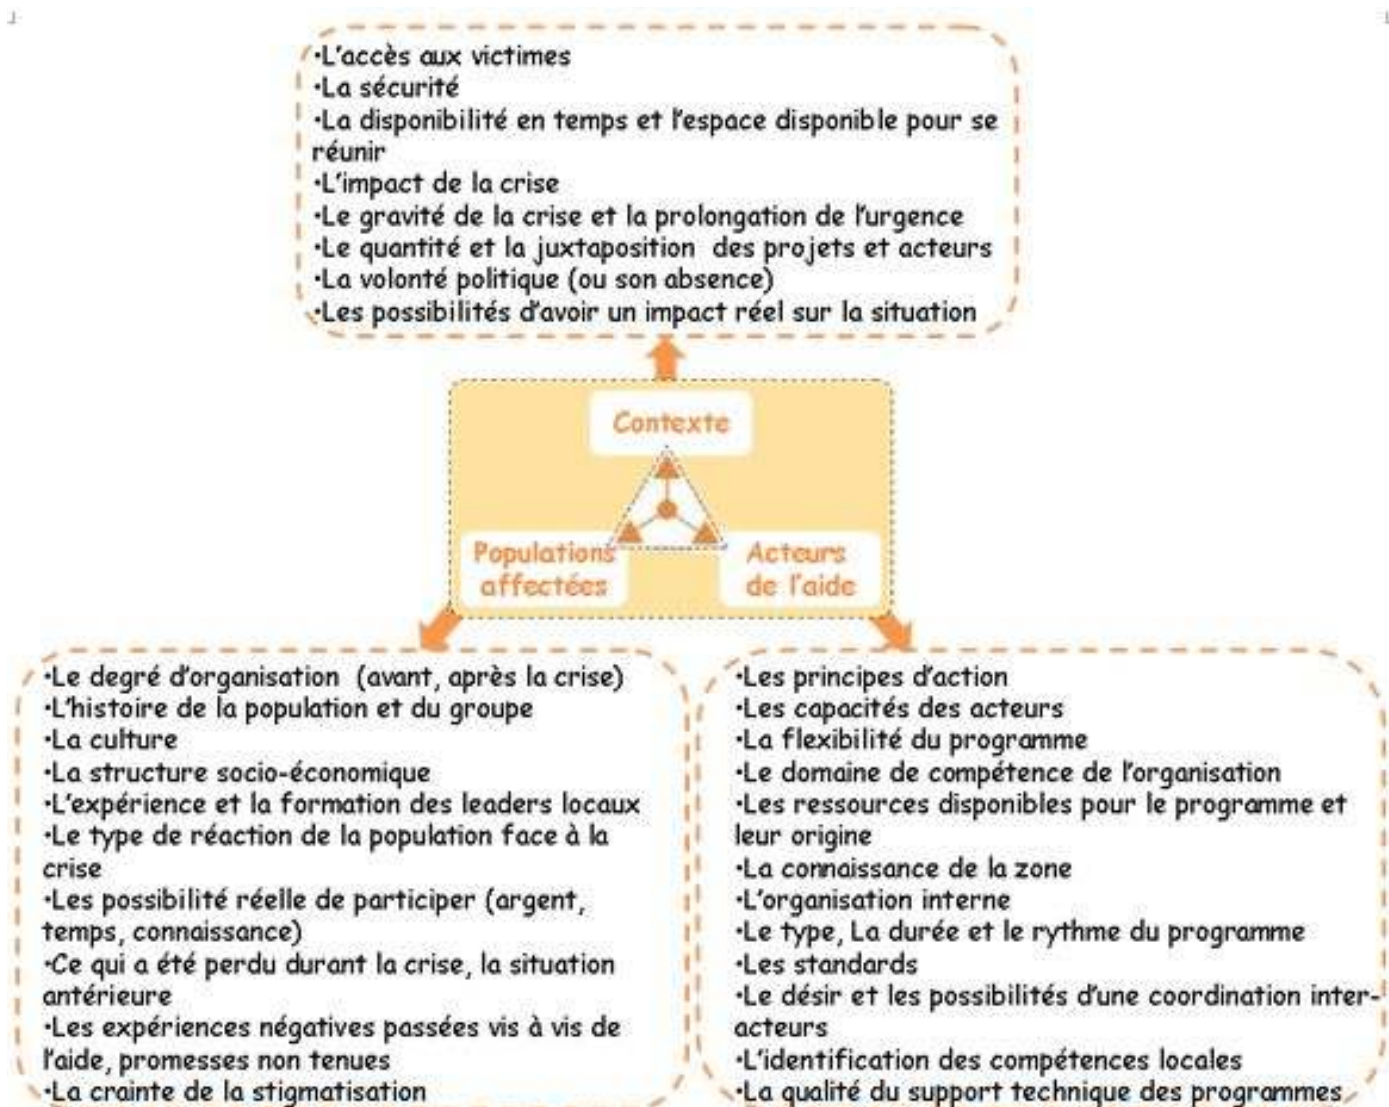 •L'accès aux victimes
•La sécurité
•La disponibilité en temps et l'espace disponible pour se
réunir
•L'impact de la crise
•Le gravité de la crise et la prolongation de l'urgence
•Le quantité et la juxtaposition des projets et acteurs
•La volonté politique (ou son absence)
•Les possibilités d'avoir un impact réel sur la situation
Contexte
Populations
affectées
Acteurs
de l'aide
•Le degré d'organisation (avant, après la crise)
•L'histoire de la population et du groupe
•La culture
•La structure socio-économique
•L'expérience et la formation des leaders locaux
•Le type de réaction de la population face à la
crise
•Les possibilité réelle de participer (argent,
temps, connaissance)
•Ce qui a été perdu durant la crise, la situation
antérieure
•Les expériences négatives passées vis à vis de
l'aide, promesses non tenues
•La crainte de la stigmatisation
•Les principes d'action
•Les capacités des acteurs
•La flexibilité du programme
•Le domaine de compétence de l'organisation
•Les ressources disponibles pour le programme et
leur origine
•La connaissance de la zone
•L'organisation interne
•Le type, La durée et le rythme du programme
•Les standards
•Le désir et les possibilités d'une coordination inter-
acteurs
•L'identification des compétences locales
•La qualité du support technique des programmes